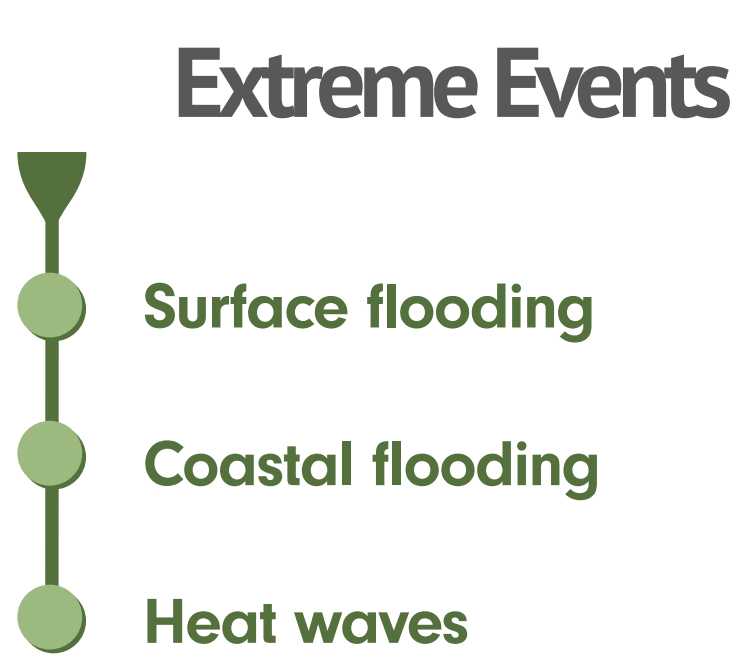 Extreme Events
Surface flooding
Coastal flooding
Heat waves